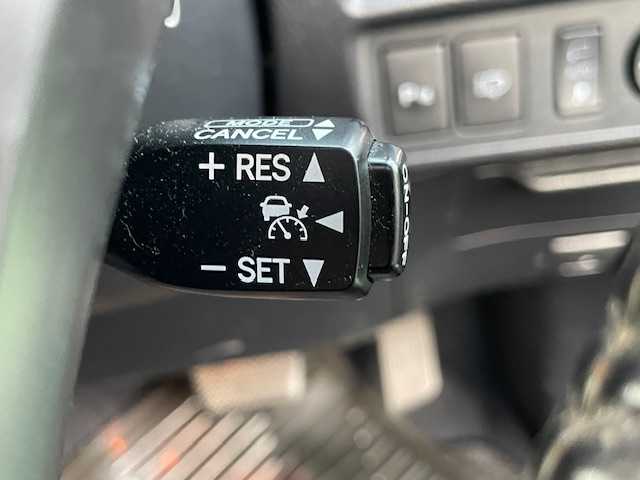 MODE
CANCEL
+ RES
− SET
ON-OFF